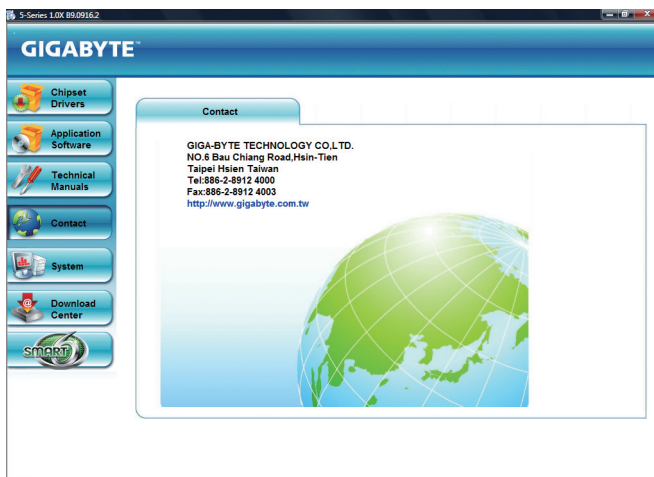 5-Series 1.0X B9.0916.2
GIGABYTE™
Chipset
Drivers
Application
Software
Technical
Manuals
Contact
System
Download
Center
SMART 6
Contact
GIGA-BYTE TECHNOLOGY CO,LTD.
NO.6 Bau Chiang Road,Hsin-Tien
Taipei Hsien Taiwan
Tel:886-2-8912 4000
Fax:886-2-8912 4003
http://www.gigabyte.com.tw